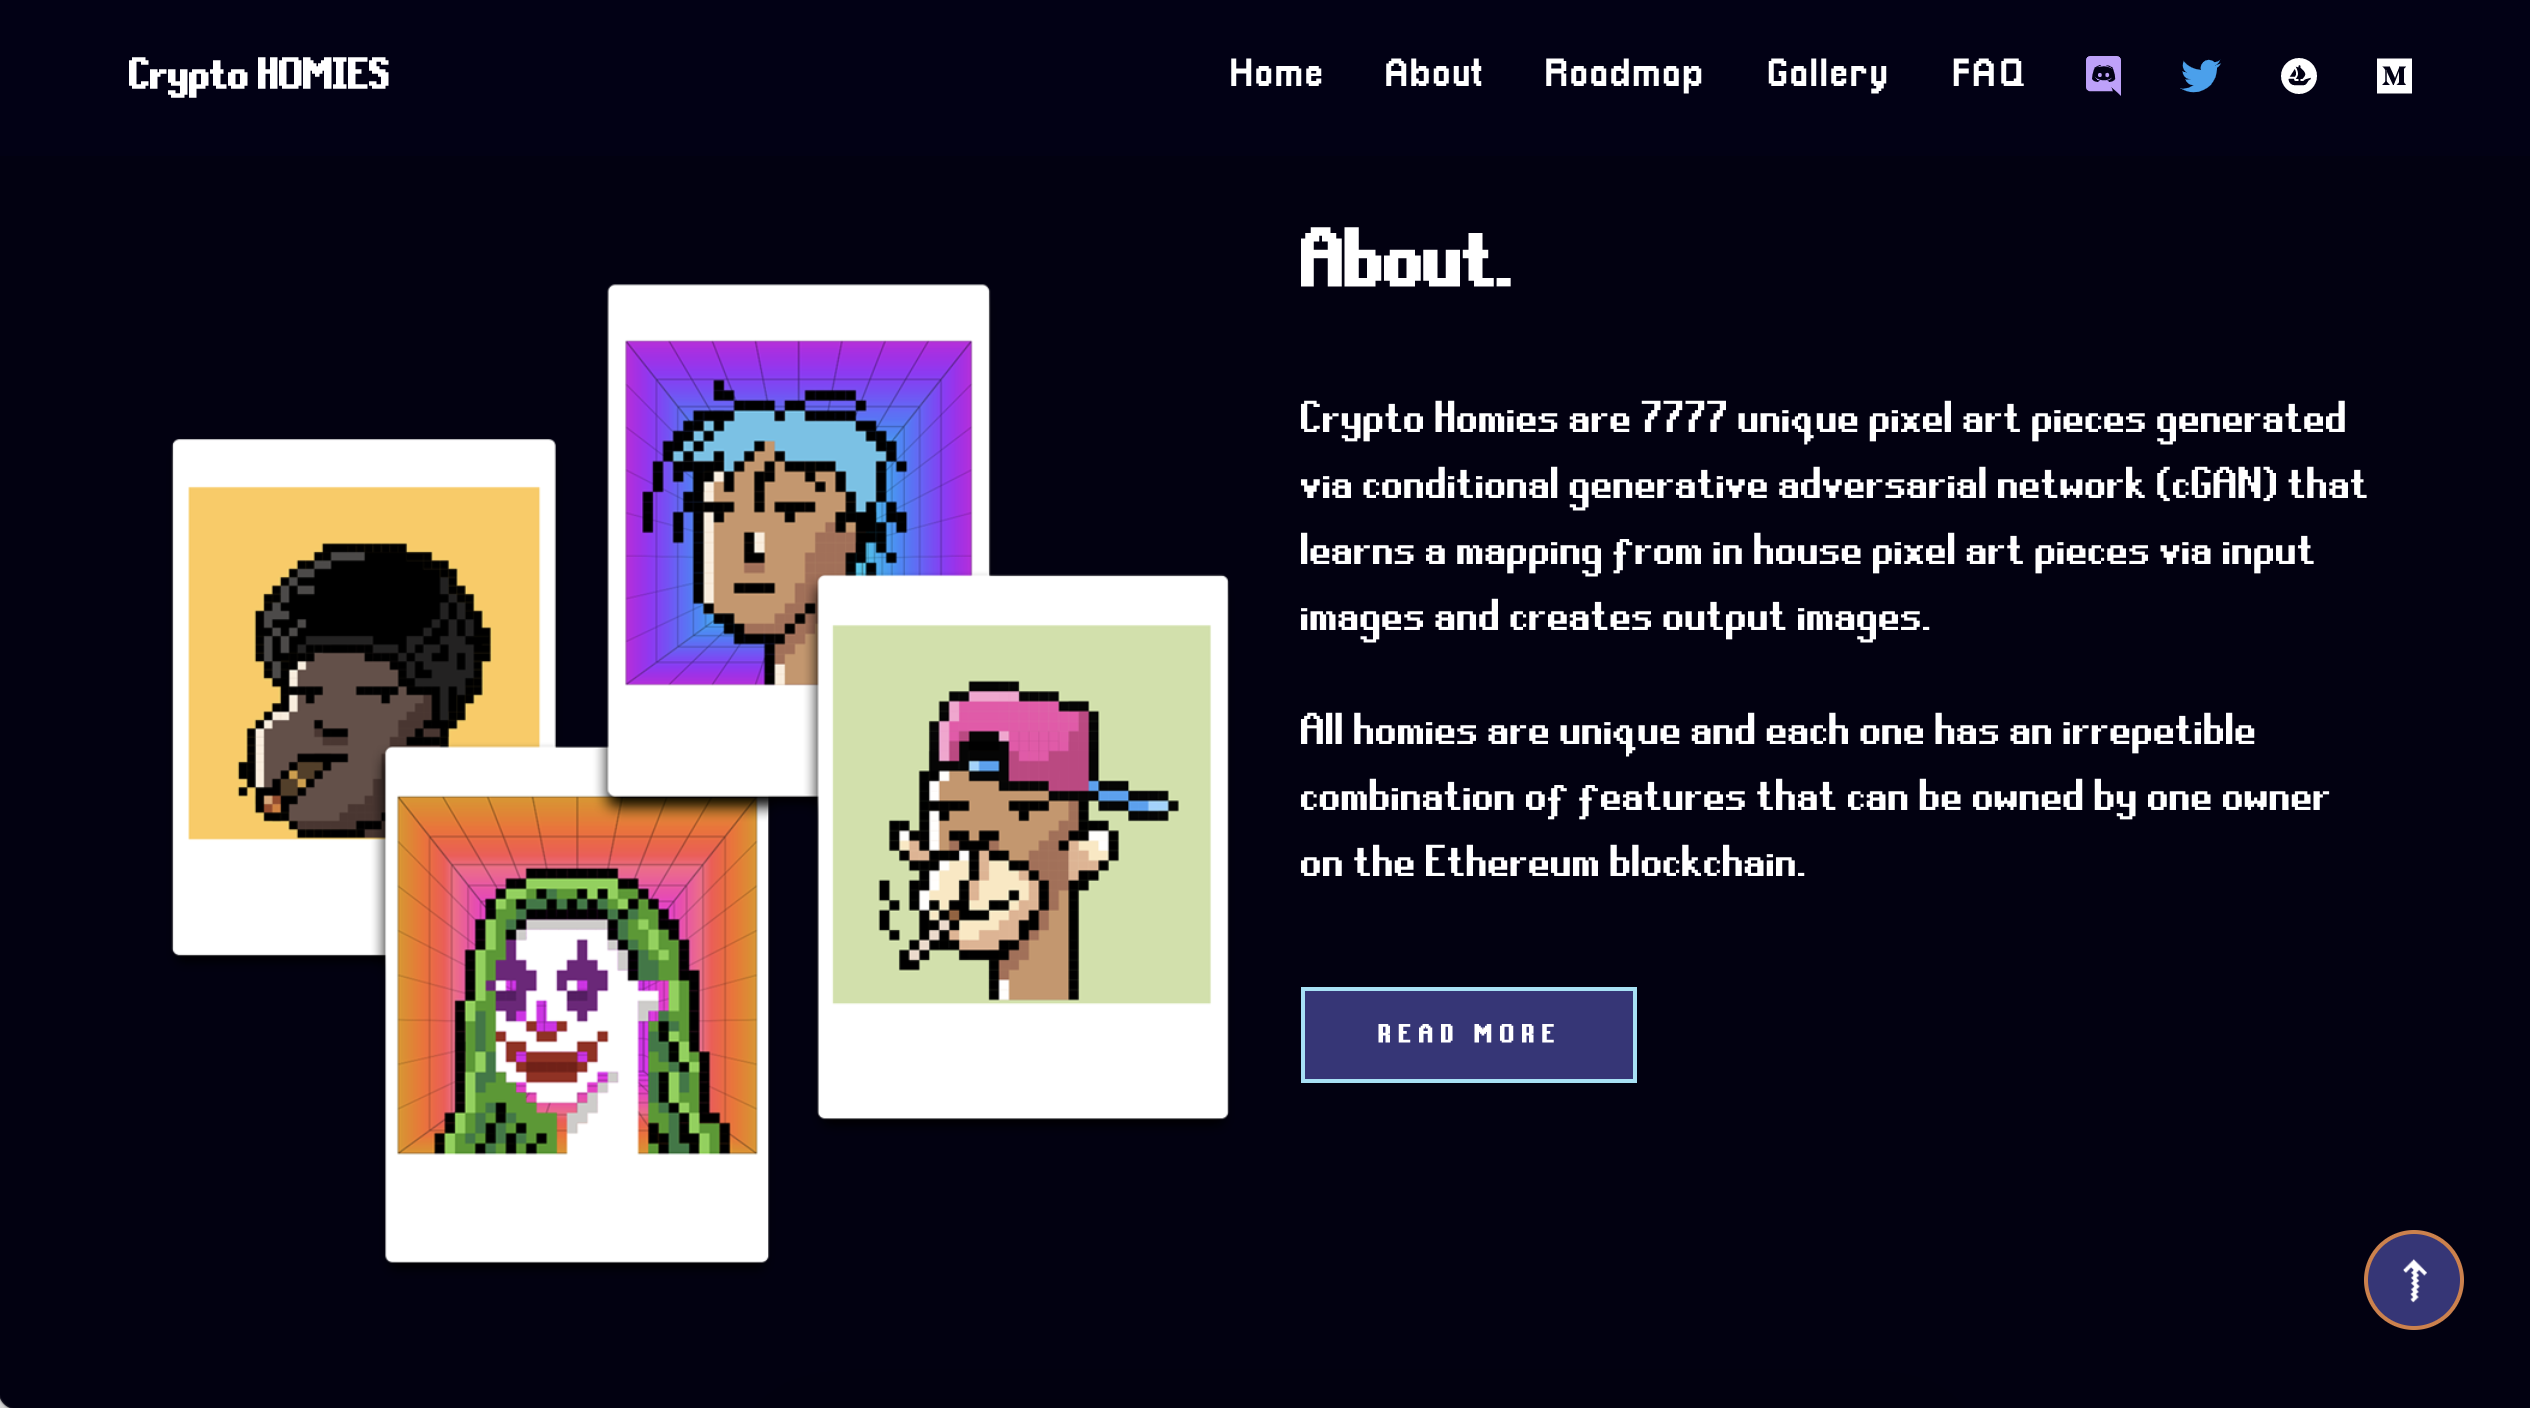 Crypto HOMIES
Home About Roadmap Gallery FAQ
M
About.
Crypto Homies are 7777 unique pixel art pieces generated
via conditional generative adversarial network (cGAN) that
learns a mapping from in house pixel art pieces via input
images and creates output images.
All homies are unique and each one has an irrepetible
combination of features that can be owned by one owner
on the Ethereum blockchain.
READ MORE